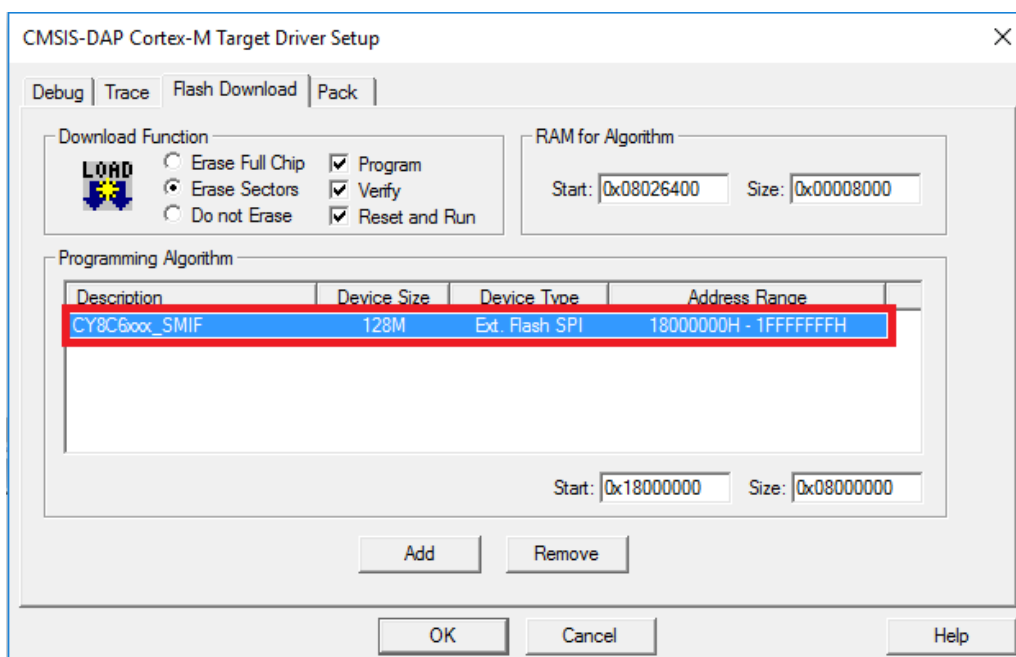 CMSIS-DAP Cortex-M Target Driver Setup
Debug Trace Flash Download Pack
Download Function
LOAD
Erase Full Chip
Erase Sectors
Do not Erase
Program
Verify
Reset and Run
RAM for Algorithm
Start: 0x08026400 Size: 0x00008000
Programming Algorithm
Description Device Size Device Type Address Range
CY8C6xxx_SMIF 128M Ext. Flash SPI 18000000H - 1FFFFFFFH
Start: 0x18000000 Size: 0x08000000
Add Remove
OK Cancel Help